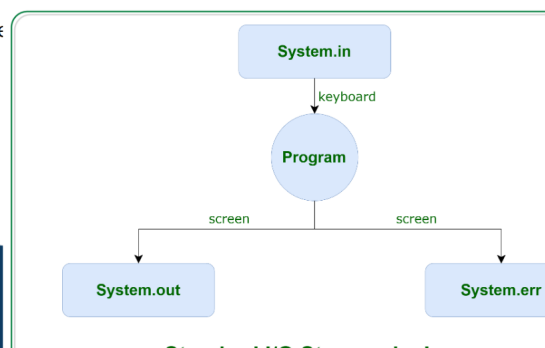 System.in
keyboard
Program
screen screen
System.out System.err